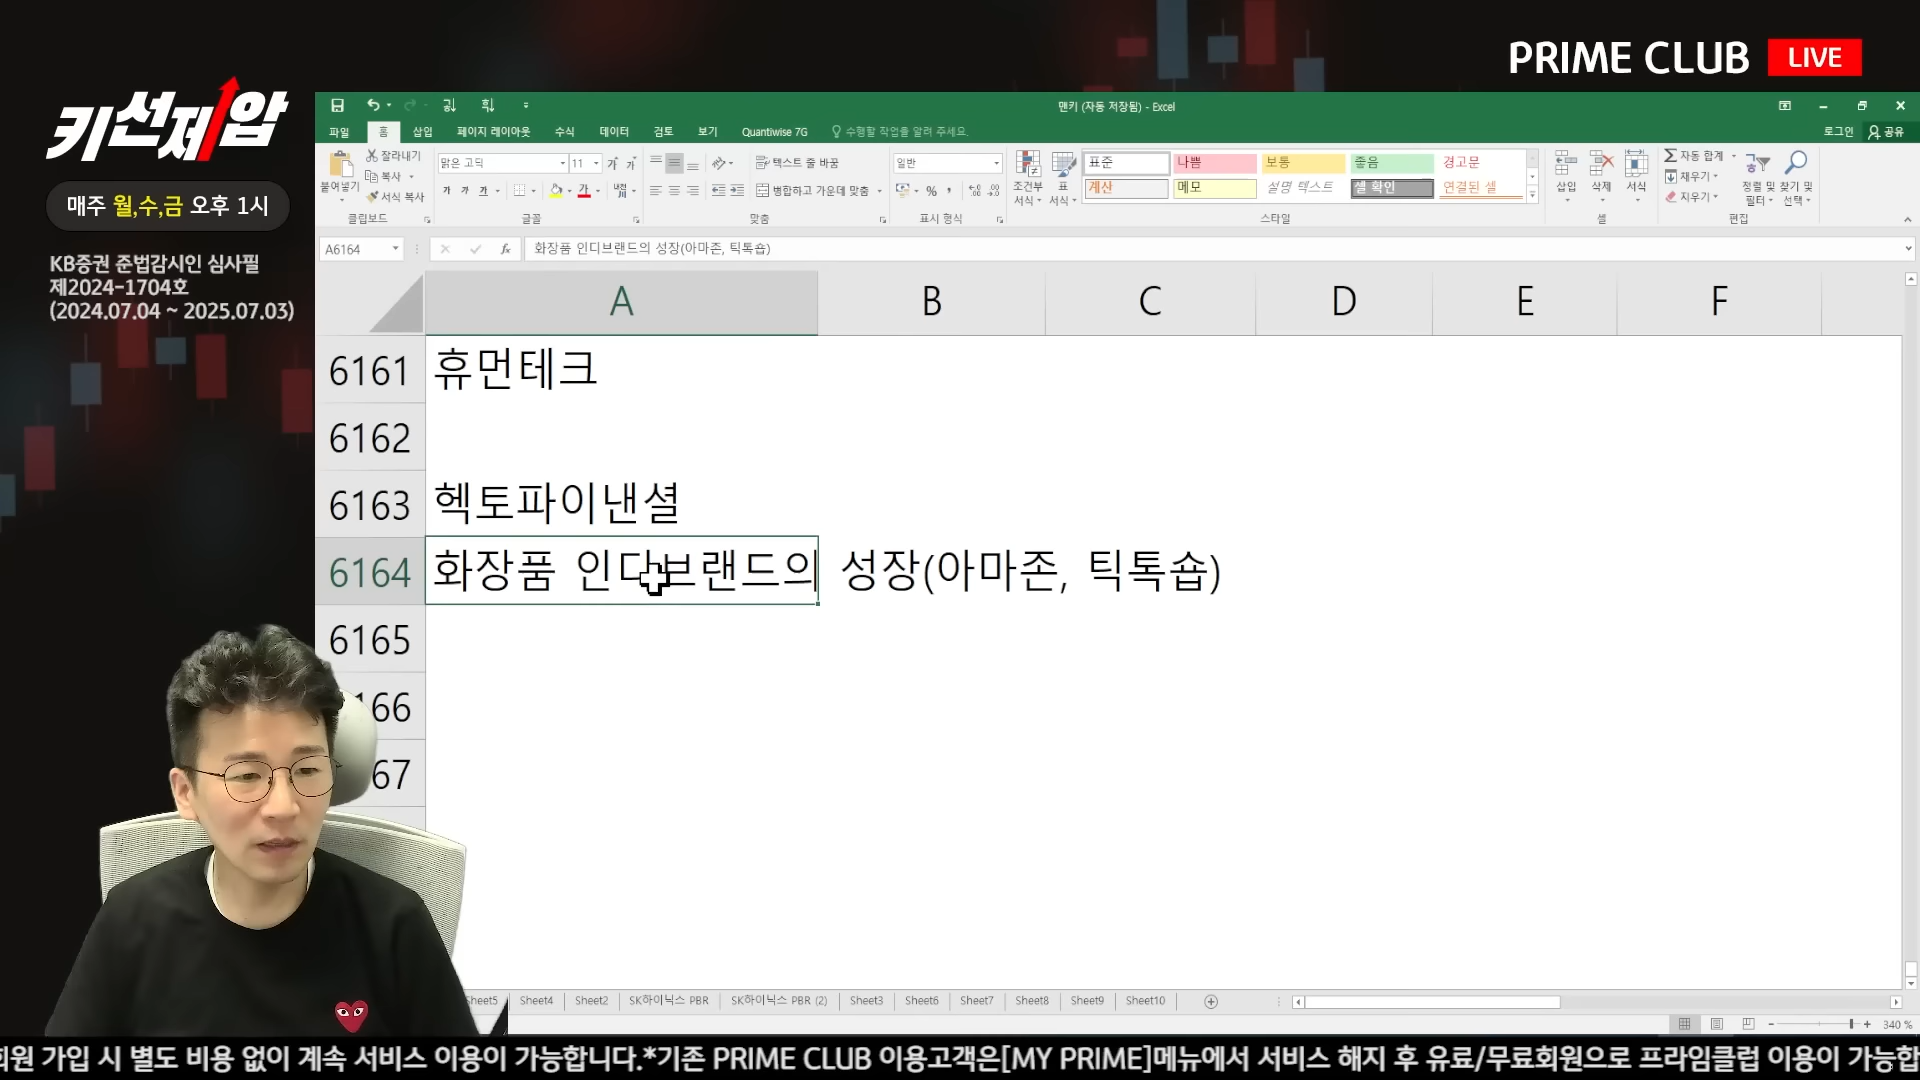 PRIME CLUB LIVE
키선제압
매주 월,수,금 오후 1시
KB증권 준법감시인 심사필
제2024-1704호
(2024.07.04 ~ 2025.07.03)
맨키 (자동 저장됨) - Excel
파일 홈 삽입 페이지 레이아웃 수식 데이터 검토 보기 Quantiwise 7G 수행할 작업을 알려 주세요. 로그인 공유
붙여넣기 잘라내기 복사 서식 복사 클립보드
맑은 고딕 11 가 가 가 가 가 가 글꼴
텍스트 줄 바꿈 병합하고 가운데 맞춤 맞춤
일반 % 표시 형식
조건부 서식 표 서식 표준 나쁨 보통 좋음 경고문
계산 메모 설명 텍스트 셀 확인 연결된 셀 스타일
삽입 삭제 서식 셀
자동 합계 채우기 지우기 정렬 및 필터 찾기 및 선택 편집
A6164 fx 화장품 인디브랜드의 성장(아마존, 틱톡숍)
A B C D E F
6161 휴먼테크
6162
6163 헥토파이낸셜
6164 화장품 인디브랜드의 성장(아마존, 틱톡숍)
6165
66
67
Sheet5 Sheet4 Sheet2 SK하이닉스 PBR SK하이닉스 PBR (2) Sheet3 Sheet6 Sheet7 Sheet8 Sheet9 Sheet10
340 %
회원 가입 시 별도 비용 없이 계속 서비스 이용이 가능합니다.*기존 PRIME CLUB 이용고객은[MY PRIME]메뉴에서 서비스 해지 후 유료/무료회원으로 프라임클럽 이용이 가능합